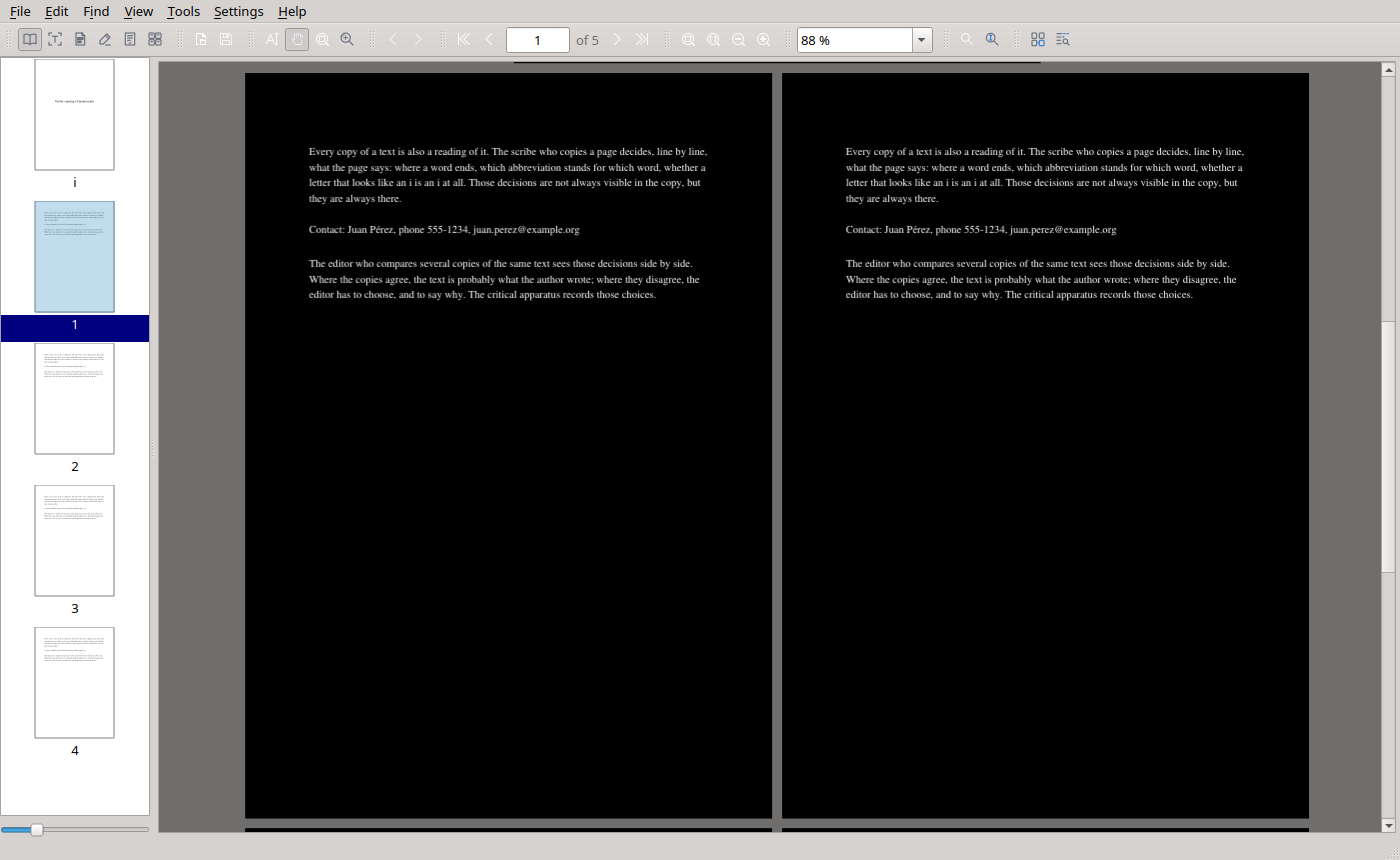 File Edit Find View Tools Settings Help
1 of 5 88 %
i
1
2
3
4
Every copy of a text is also a reading of it. The scribe who copies a page decides, line by line,
what the page says: where a word ends, which abbreviation stands for which word, whether a
letter that looks like an i is an i at all. Those decisions are not always visible in the copy, but
they are always there.
Contact: Juan Pérez, phone 555-1234, juan.perez@example.org
The editor who compares several copies of the same text sees those decisions side by side.
Where the copies agree, the text is probably what the author wrote; where they disagree, the
editor has to choose, and to say why. The critical apparatus records those choices.
Every copy of a text is also a reading of it. The scribe who copies a page decides, line by line,
what the page says: where a word ends, which abbreviation stands for which word, whether a
letter that looks like an i is an i at all. Those decisions are not always visible in the copy, but
they are always there.
Contact: Juan Pérez, phone 555-1234, juan.perez@example.org
The editor who compares several copies of the same text sees those decisions side by side.
Where the copies agree, the text is probably what the author wrote; where they disagree, the
editor has to choose, and to say why. The critical apparatus records those choices.